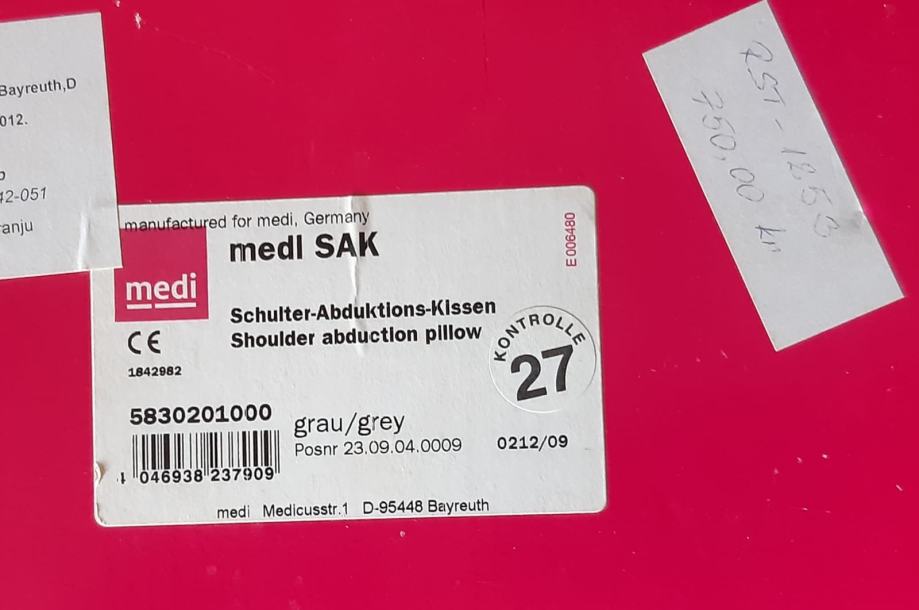 Bayreuth,D
012.
42-051
anju
manufactured for medi, Germany
medi SAK
E006480
medi
Schulter-Abduktions-Kissen
Shoulder abduction pillow
CE
1842982
KONTROLLE
27
5830201000
grau/grey
Posnr 23.09.04.0009
0212/09
4 046938 237909
medi Medicusstr.1 D-95448 Bayreuth
RST-1853
750,00 kn